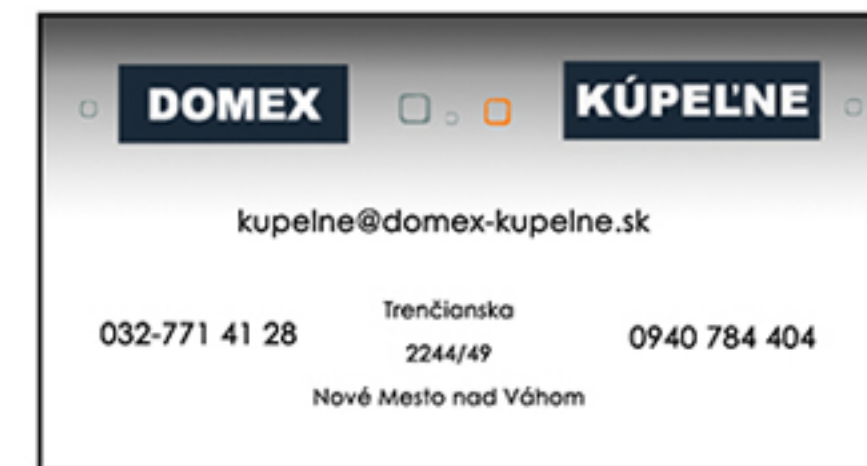 DOMEX KÚPEĽNE
kupelne@domex-kupelne.sk
Trenčianska
032-771 41 28 2244/49 0940 784 404
Nové Mesto nad Váhom